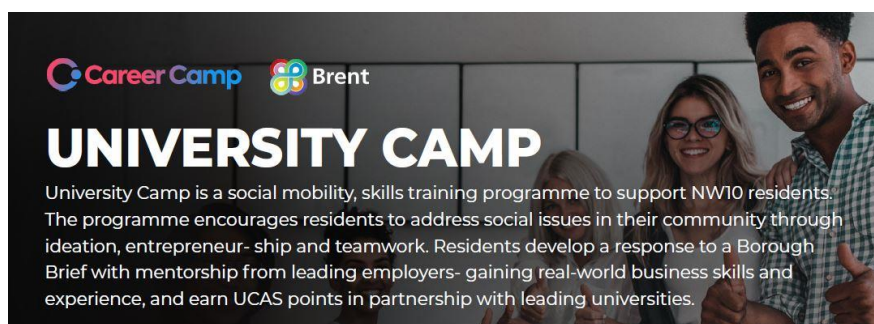 Career Camp Brent
UNIVERSITY CAMP
University Camp is a social mobility, skills training programme to support NW10 residents.
The programme encourages residents to address social issues in their community through
ideation, entrepreneur- ship and teamwork. Residents develop a response to a Borough
Brief with mentorship from leading employers- gaining real-world business skills and
experience, and earn UCAS points in partnership with leading universities.